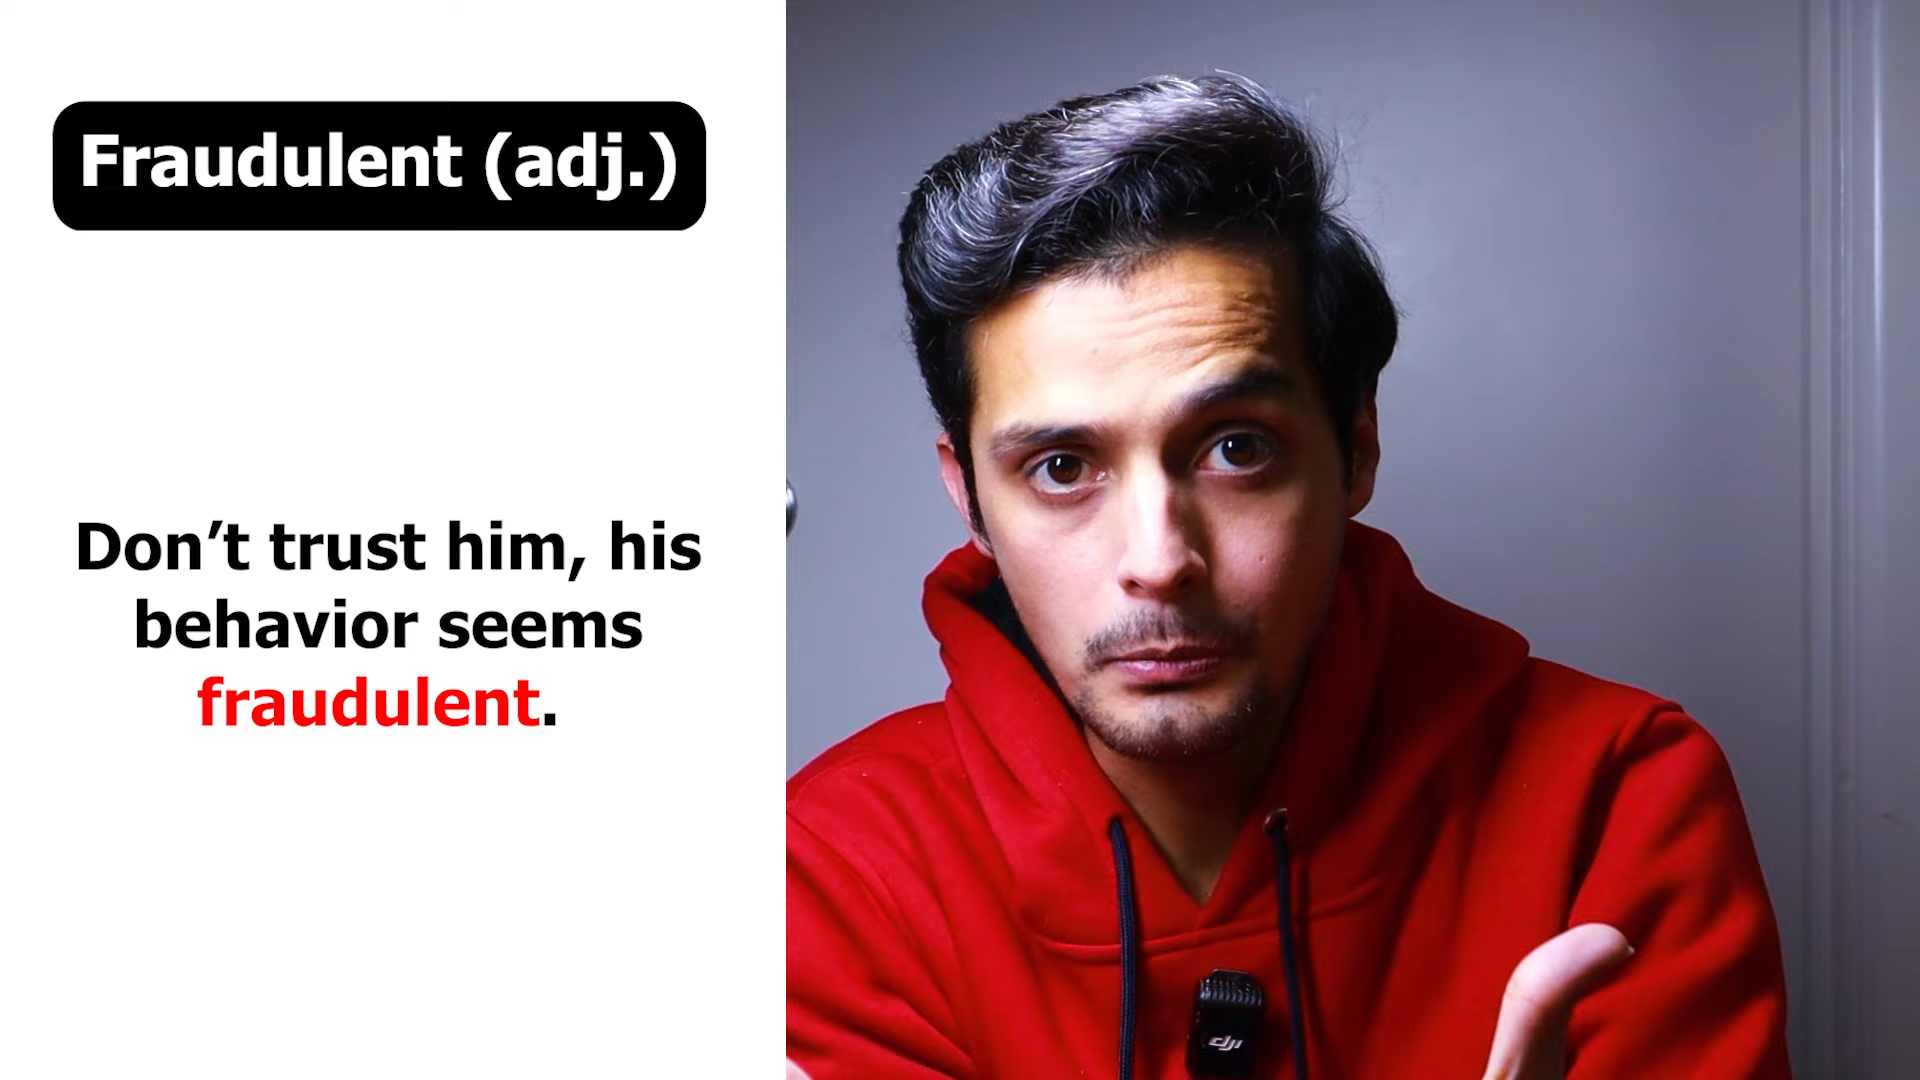 Fraudulent (adj.)
Don’t trust him, his
behavior seems
fraudulent.
dji